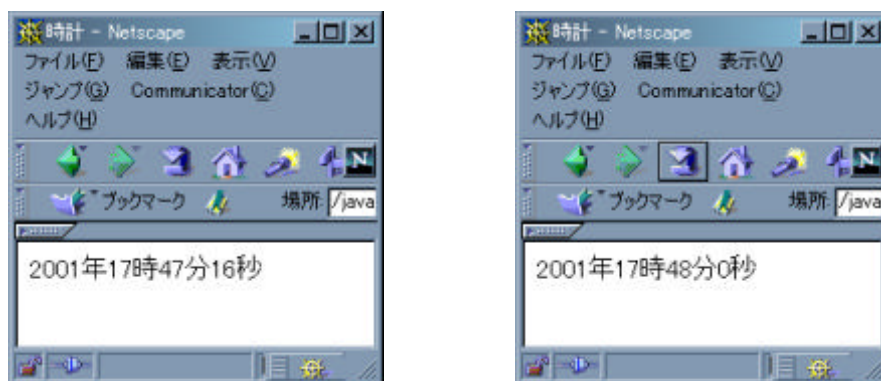 時計 - Netscape
ファイル(F) 編集(E) 表示(V)
ジャンプ(G) Communicator(C)
ヘルプ(H)
N
ブックマーク 場所: /java
2001年17時47分16秒
時計 - Netscape
ファイル(F) 編集(E) 表示(V)
ジャンプ(G) Communicator(C)
ヘルプ(H)
N
ブックマーク 場所: /java
2001年17時48分0秒